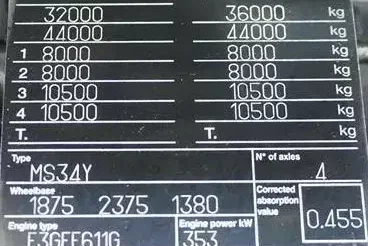 32000 36000 kg
44000 44000 kg
1 8000 8000 kg
2 8000 8000 kg
3 10500 10500 kg
4 10500 10500 kg
T. T. kg
Type N° of axles
MS34Y 4
Wheelbase Corrected absorption value
1875 2375 1380 0.455
Engine type Engine power kW
F3GFE611G 353